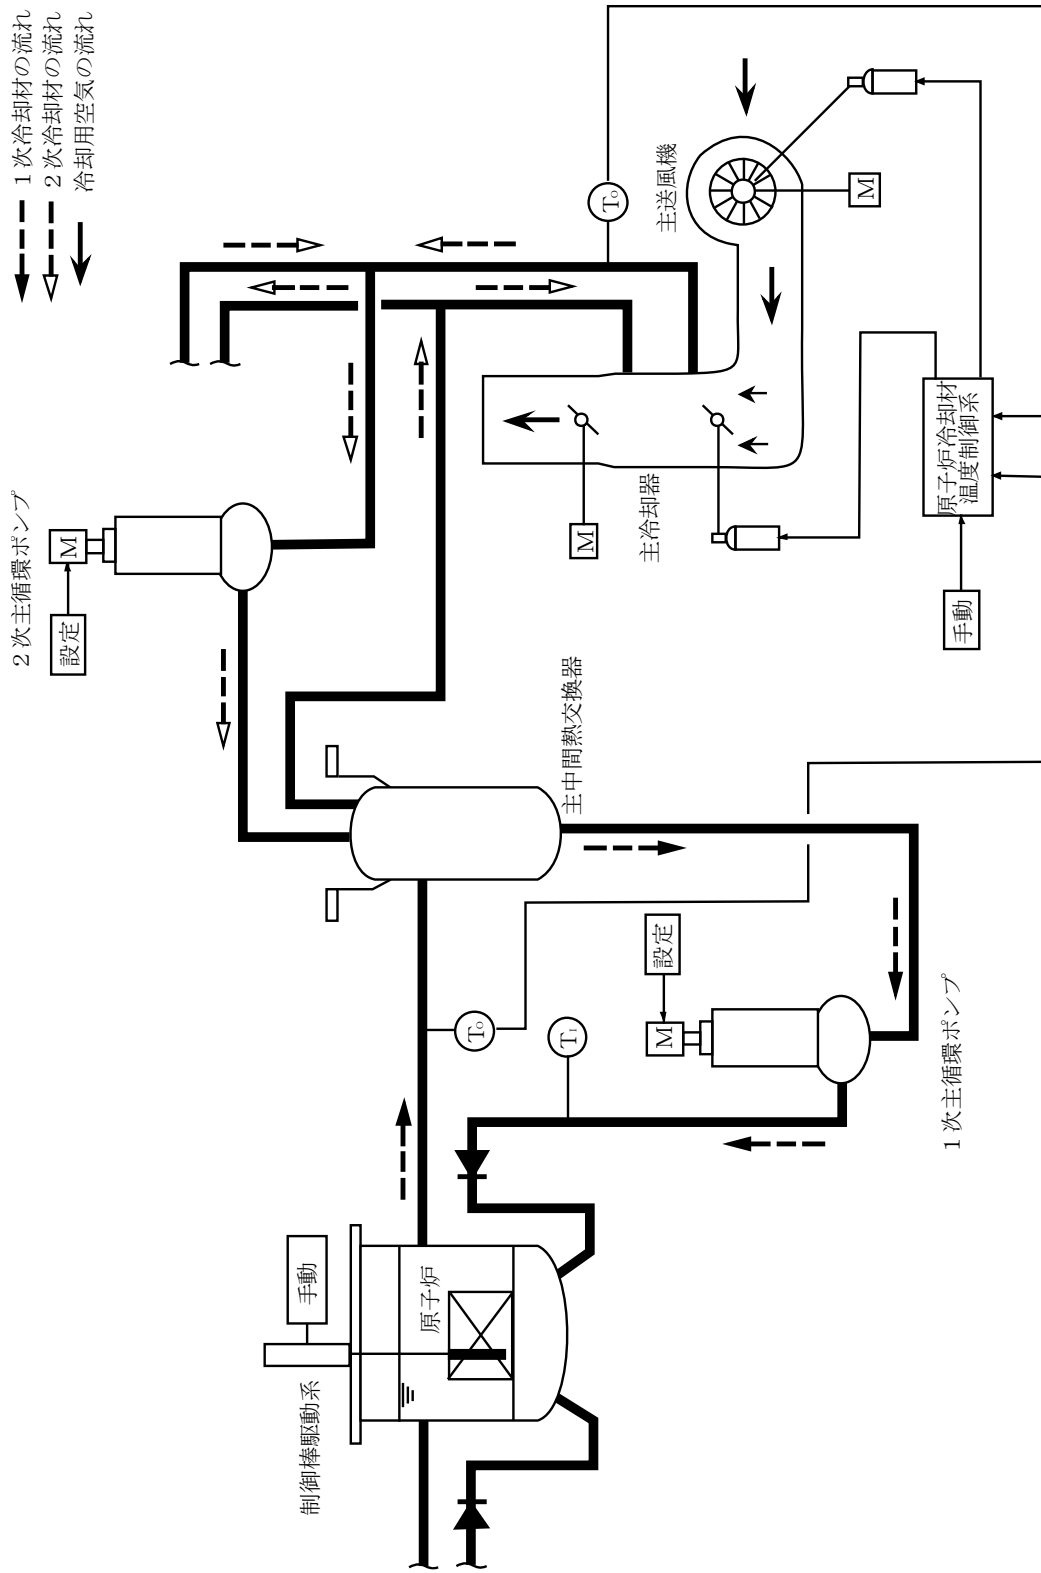 1次冷却材の流れ
2次冷却材の流れ
冷却用空気の流れ
制御棒駆動系
手動
原子炉
To
TI
設定
M
1次主循環ポンプ
主中間熱交換器
2次主循環ポンプ
設定
M
主冷却器
M
To
主送風機
M
手動
原子炉冷却材
温度制御系